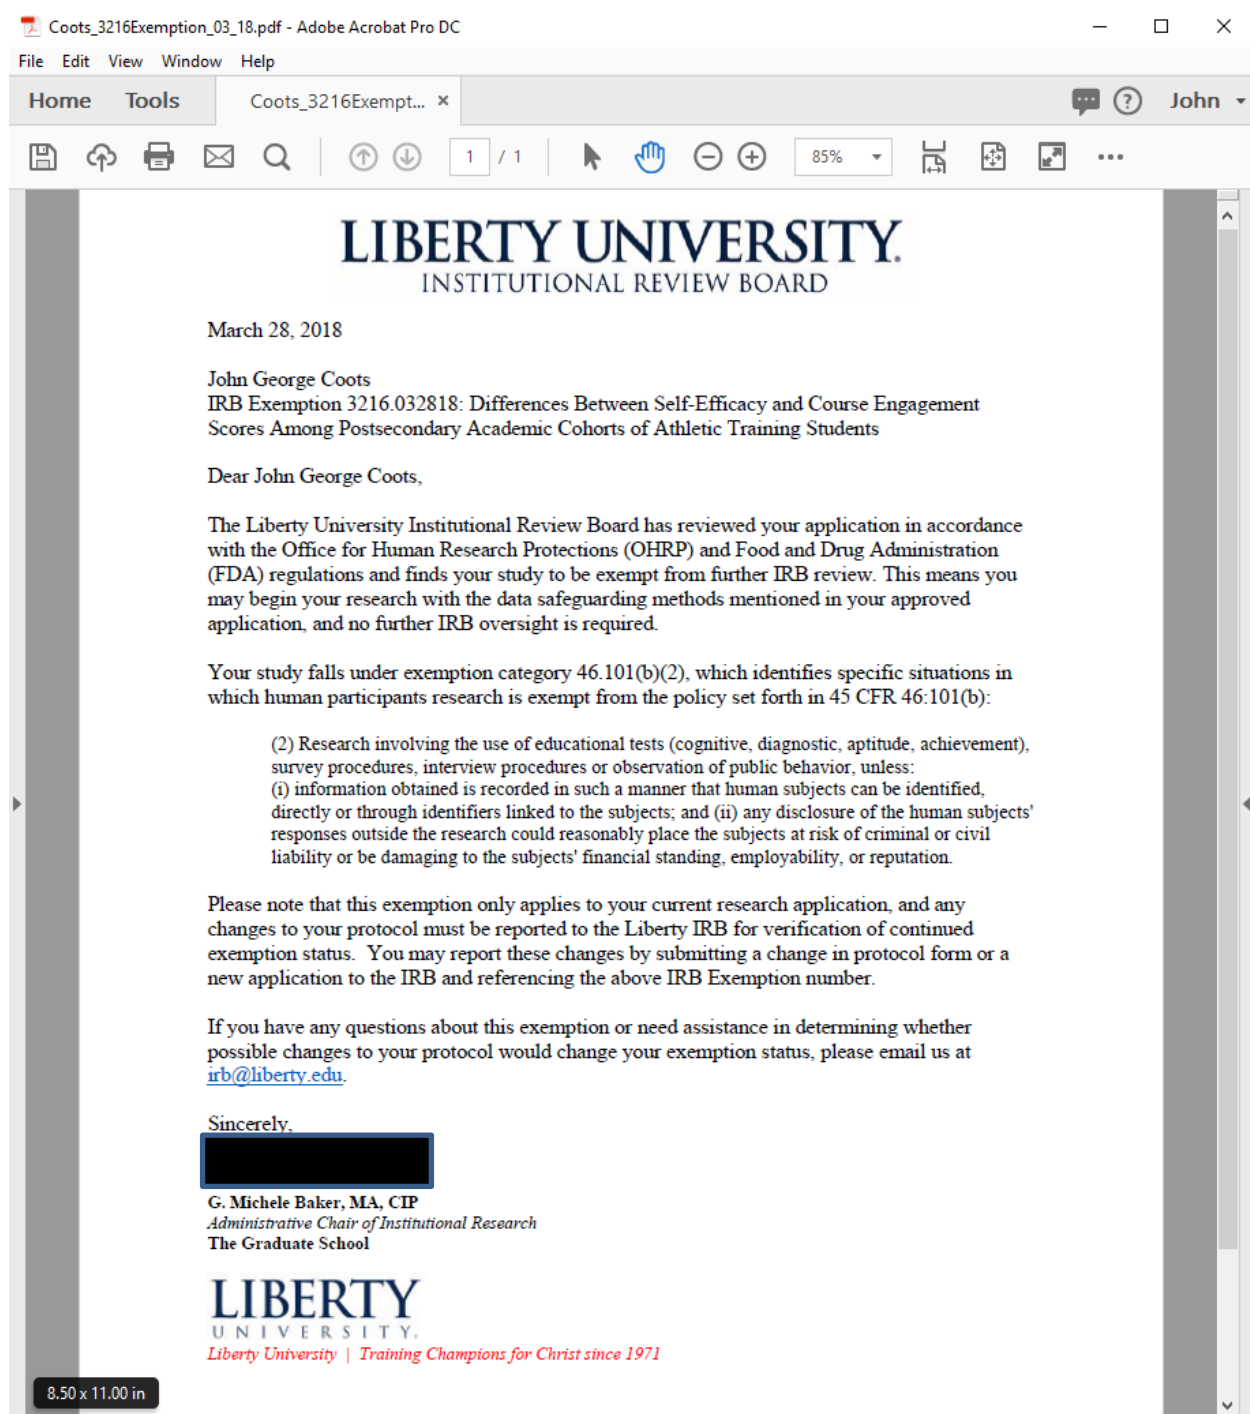 Coots_3216Exemption_03_18.pdf - Adobe Acrobat Pro DC
File Edit View Window Help
Home Tools Coots_3216Exempt... × John
1 / 1 85%
LIBERTY UNIVERSITY.
INSTITUTIONAL REVIEW BOARD
March 28, 2018
John George Coots
IRB Exemption 3216.032818: Differences Between Self-Efficacy and Course Engagement
Scores Among Postsecondary Academic Cohorts of Athletic Training Students
Dear John George Coots,
The Liberty University Institutional Review Board has reviewed your application in accordance
with the Office for Human Research Protections (OHRP) and Food and Drug Administration
(FDA) regulations and finds your study to be exempt from further IRB review. This means you
may begin your research with the data safeguarding methods mentioned in your approved
application, and no further IRB oversight is required.
Your study falls under exemption category 46.101(b)(2), which identifies specific situations in
which human participants research is exempt from the policy set forth in 45 CFR 46:101(b):
(2) Research involving the use of educational tests (cognitive, diagnostic, aptitude, achievement),
survey procedures, interview procedures or observation of public behavior, unless:
(i) information obtained is recorded in such a manner that human subjects can be identified,
directly or through identifiers linked to the subjects; and (ii) any disclosure of the human subjects'
responses outside the research could reasonably place the subjects at risk of criminal or civil
liability or be damaging to the subjects' financial standing, employability, or reputation.
Please note that this exemption only applies to your current research application, and any
changes to your protocol must be reported to the Liberty IRB for verification of continued
exemption status.  You may report these changes by submitting a change in protocol form or a
new application to the IRB and referencing the above IRB Exemption number.
If you have any questions about this exemption or need assistance in determining whether
possible changes to your protocol would change your exemption status, please email us at
irb@liberty.edu.
Sincerely,
G. Michele Baker, MA, CIP
Administrative Chair of Institutional Research
The Graduate School
LIBERTY
UNIVERSITY.
Liberty University | Training Champions for Christ since 1971
8.50 x 11.00 in